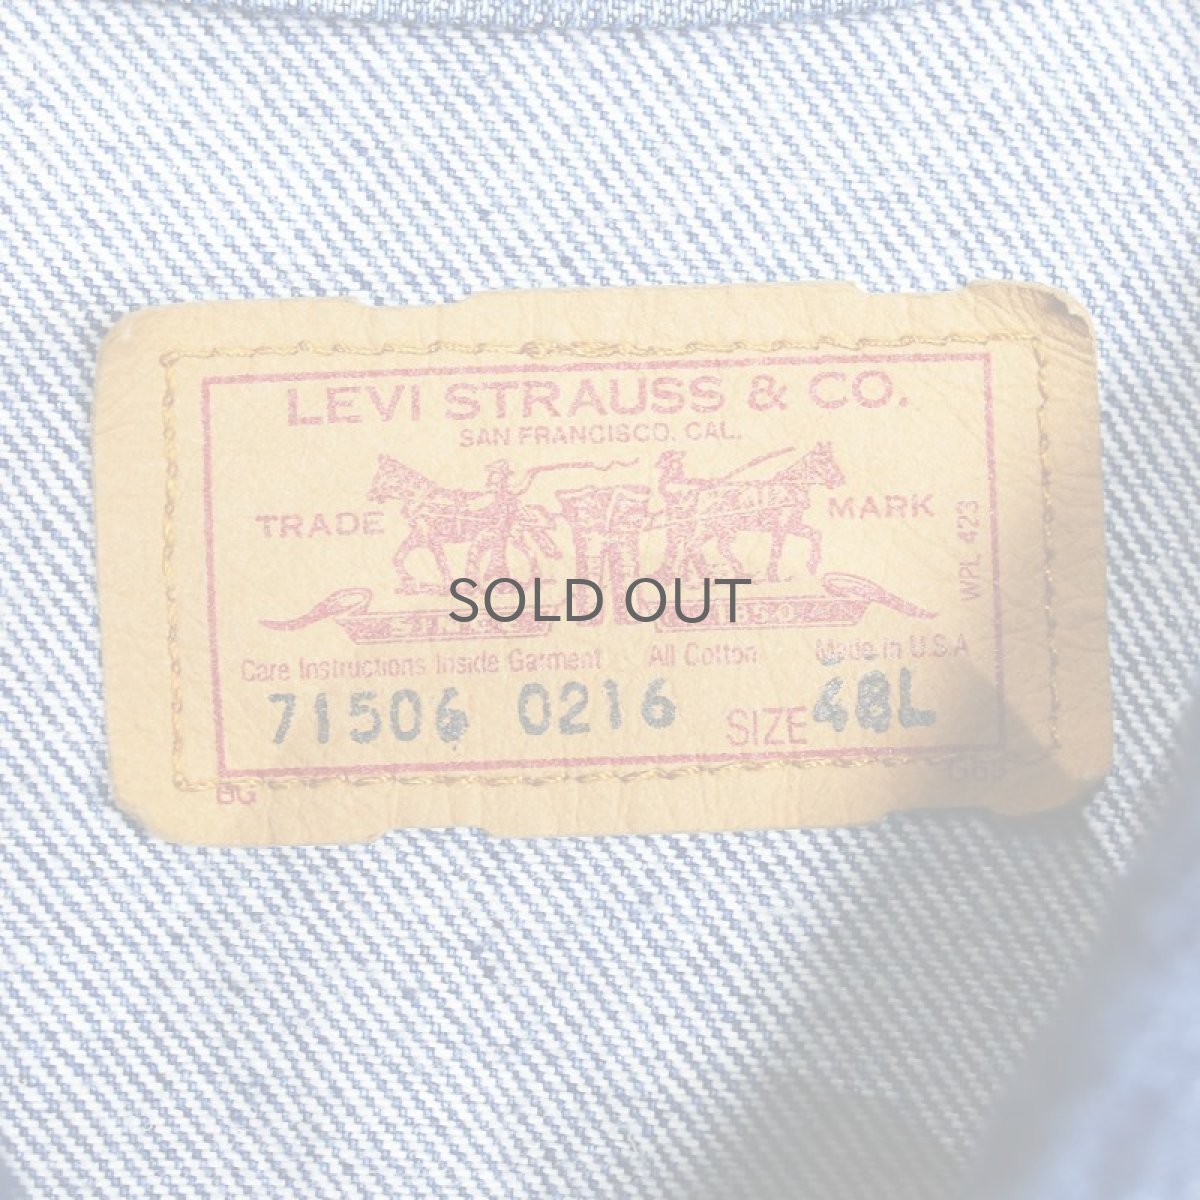 LEVI STRAUSS & CO.
SAN FRANCISCO. CAL.
TRADE MARK
WPL 423
SOLD OUT
Care Instructions Inside Garment All Cotton Made in U.S.A
71506 0216 SIZE 48L